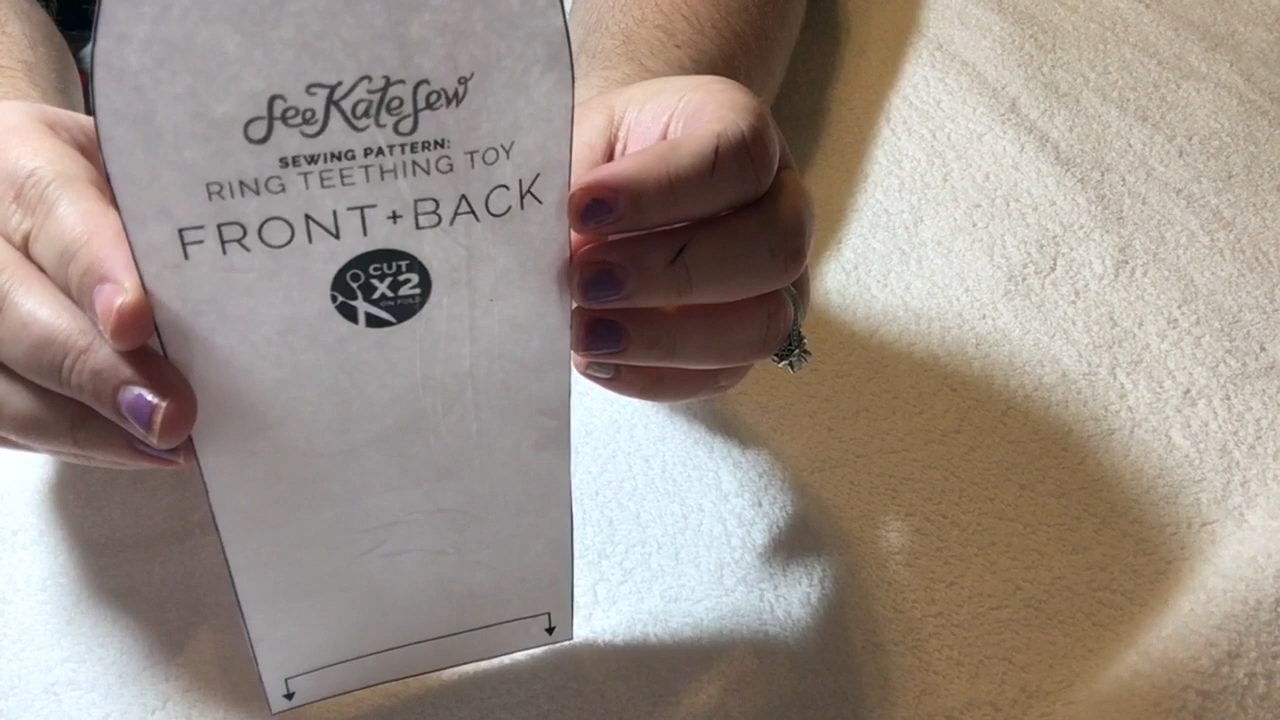 SeeKateSew
SEWING PATTERN:
RING TEETHING TOY
FRONT+BACK
CUT
X2
ON FOLD